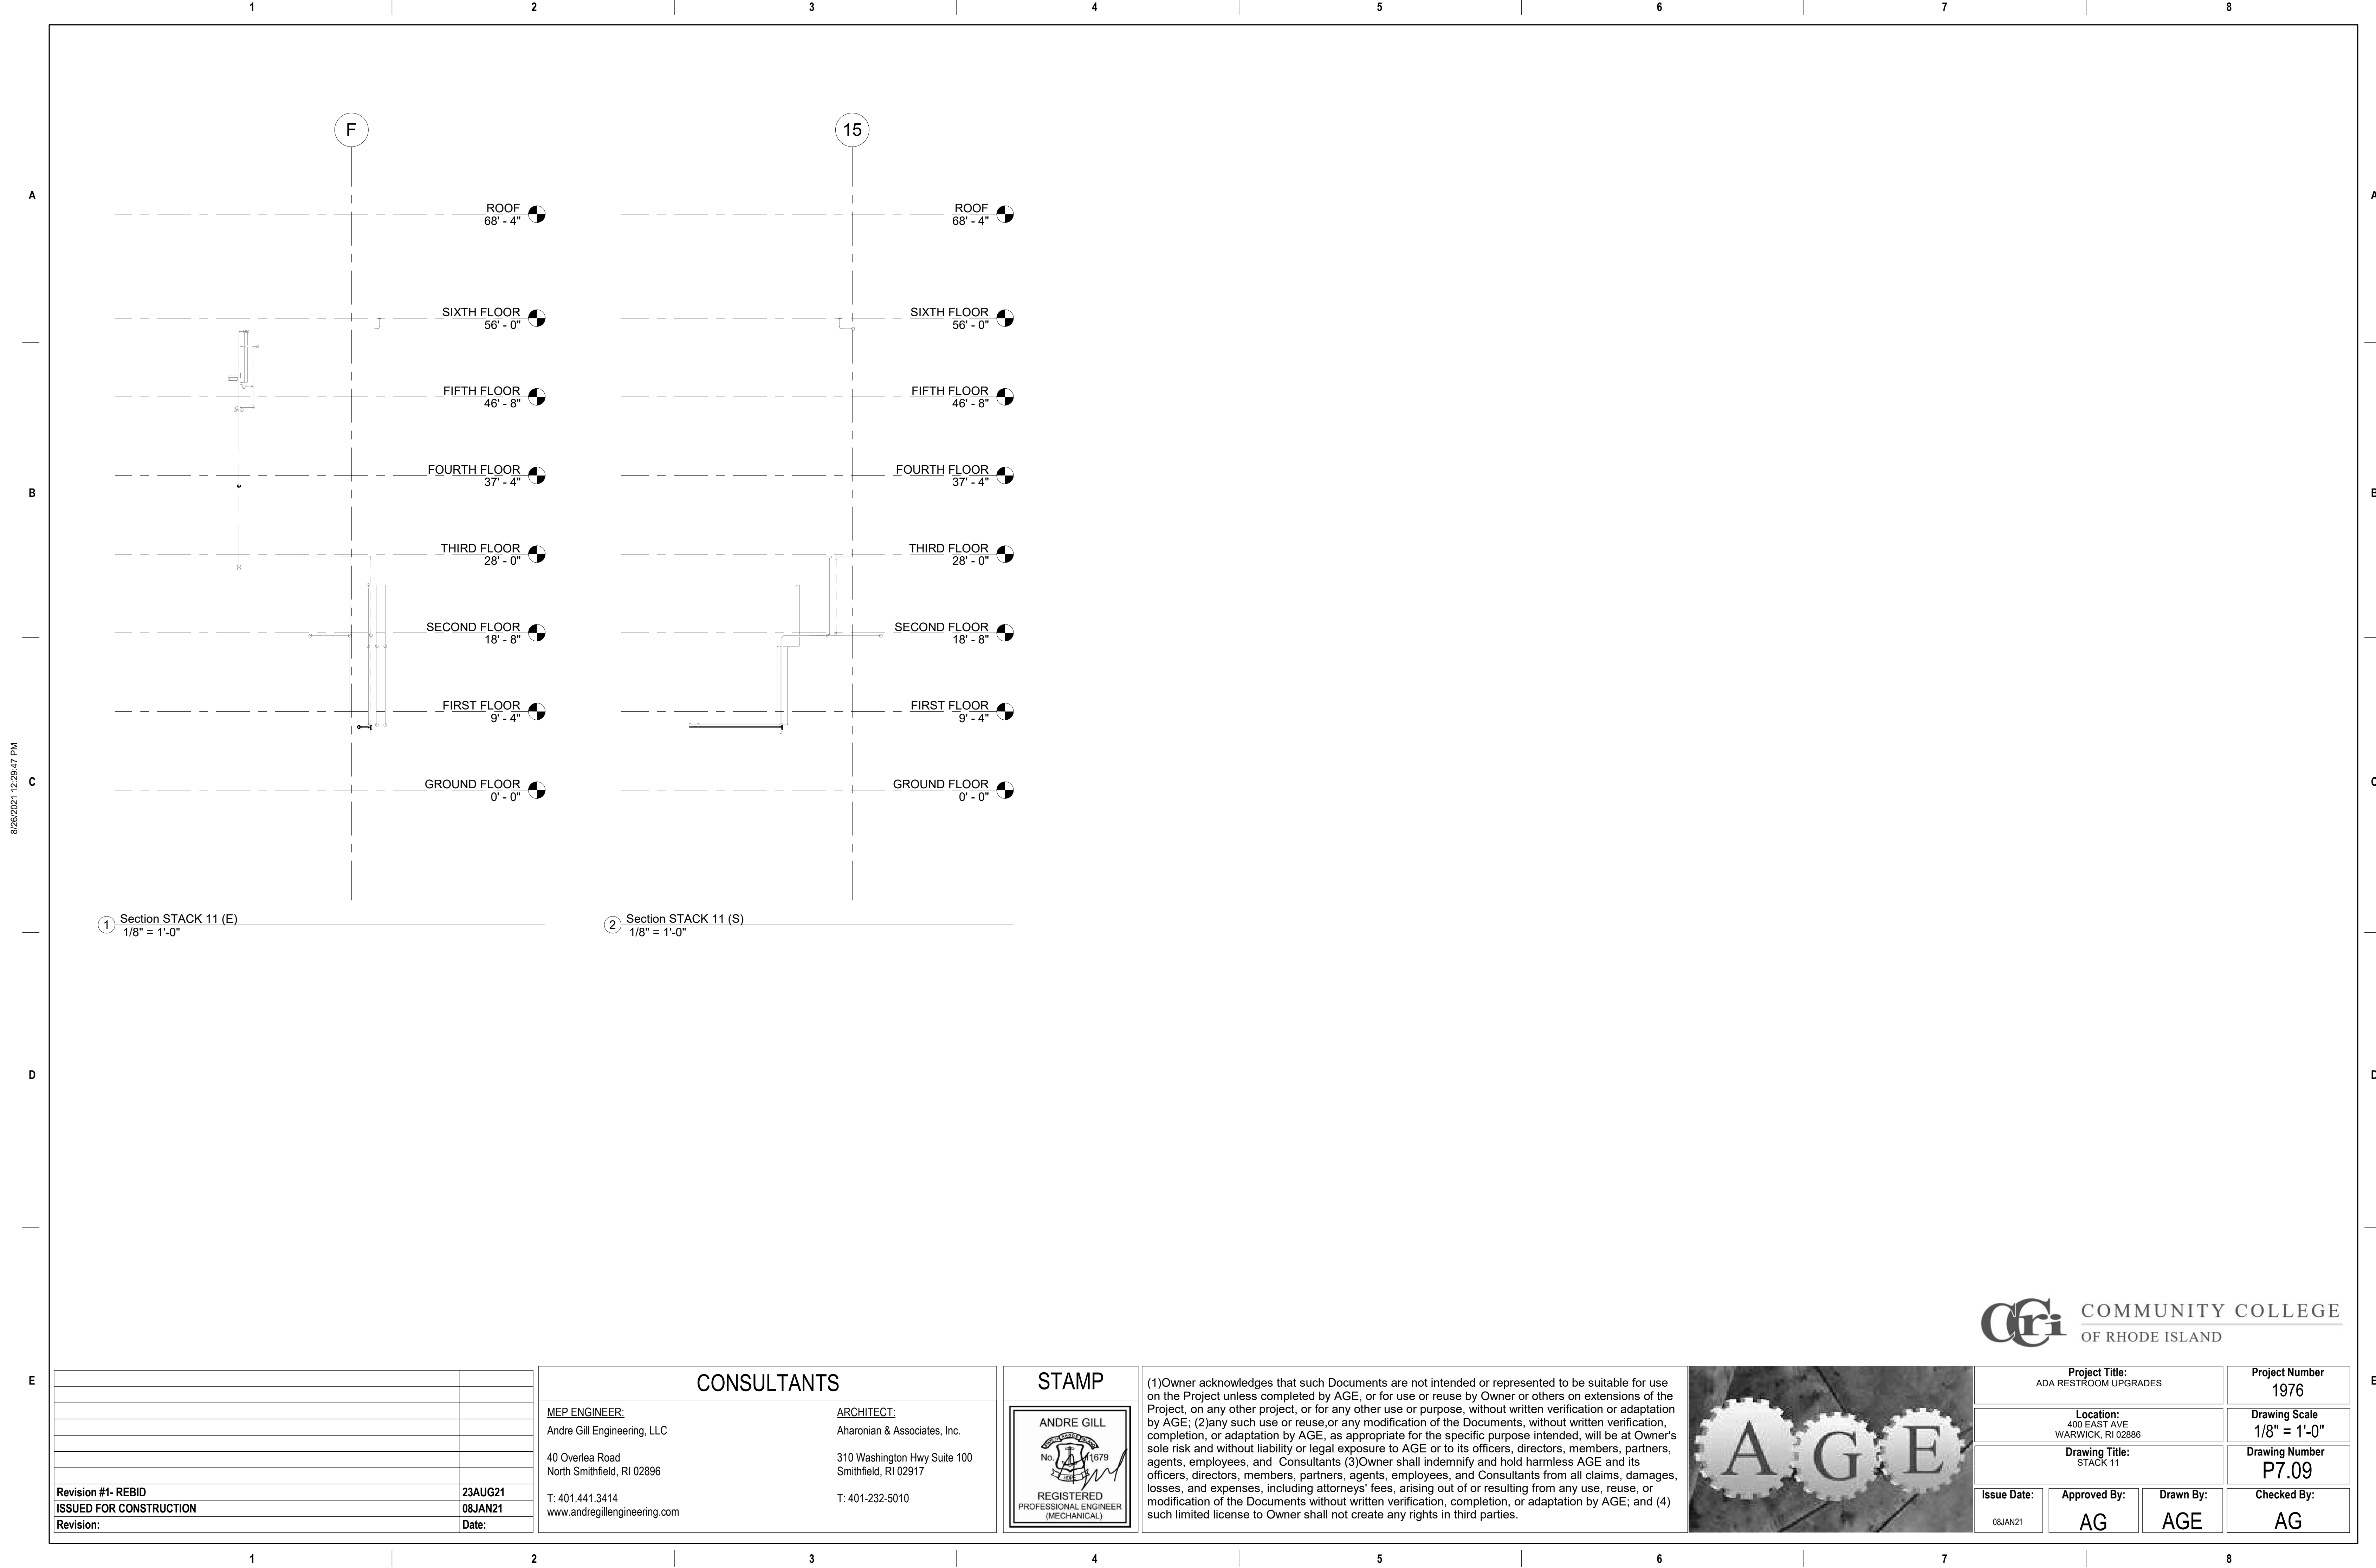 1 2 3 4 5 6 7 8
F
15
A
A
ROOF
68' - 4"
ROOF
68' - 4"
SIXTH FLOOR
56' - 0"
SIXTH FLOOR
56' - 0"
FIFTH FLOOR
46' - 8"
FIFTH FLOOR
46' - 8"
FOURTH FLOOR
37' - 4"
FOURTH FLOOR
37' - 4"
B
B
THIRD FLOOR
28' - 0"
THIRD FLOOR
28' - 0"
SECOND FLOOR
18' - 8"
SECOND FLOOR
18' - 8"
FIRST FLOOR
9' - 4"
FIRST FLOOR
9' - 4"
8/26/2021 12:29:47 PM
C
C
GROUND FLOOR
0' - 0"
GROUND FLOOR
0' - 0"
1 Section STACK 11 (E)
1/8" = 1'-0"
2 Section STACK 11 (S)
1/8" = 1'-0"
D
D
CCri COMMUNITY COLLEGE
OF RHODE ISLAND
E
E
Revision #1- REBID 23AUG21
ISSUED FOR CONSTRUCTION 08JAN21
Revision: Date:
CONSULTANTS
MEP ENGINEER:
Andre Gill Engineering, LLC
40 Overlea Road
North Smithfield, RI 02896
T: 401.441.3414
www.andregillengineering.com
ARCHITECT:
Aharonian & Associates, Inc.
310 Washington Hwy Suite 100
Smithfield, RI 02917
T: 401-232-5010
STAMP
ANDRE GILL
No. 11679
HOPE
REGISTERED
PROFESSIONAL ENGINEER
(MECHANICAL)
(1)Owner acknowledges that such Documents are not intended or represented to be suitable for use
on the Project unless completed by AGE, or for use or reuse by Owner or others on extensions of the
Project, on any other project, or for any other use or purpose, without written verification or adaptation
by AGE; (2)any such use or reuse,or any modification of the Documents, without written verification,
completion, or adaptation by AGE, as appropriate for the specific purpose intended, will be at Owner's
sole risk and without liability or legal exposure to AGE or to its officers, directors, members, partners,
agents, employees, and Consultants (3)Owner shall indemnify and hold harmless AGE and its
officers, directors, members, partners, agents, employees, and Consultants from all claims, damages,
losses, and expenses, including attorneys' fees, arising out of or resulting from any use, reuse, or
modification of the Documents without written verification, completion, or adaptation by AGE; and (4)
such limited license to Owner shall not create any rights in third parties.
A G E
Project Title:
ADA RESTROOM UPGRADES
Project Number
1976
Location:
400 EAST AVE
WARWICK, RI 02886
Drawing Scale
1/8" = 1'-0"
Drawing Title:
STACK 11
Drawing Number
P7.09
Issue Date:
08JAN21
Approved By:
AG
Drawn By:
AGE
Checked By:
AG
1 2 3 4 5 6 7 8